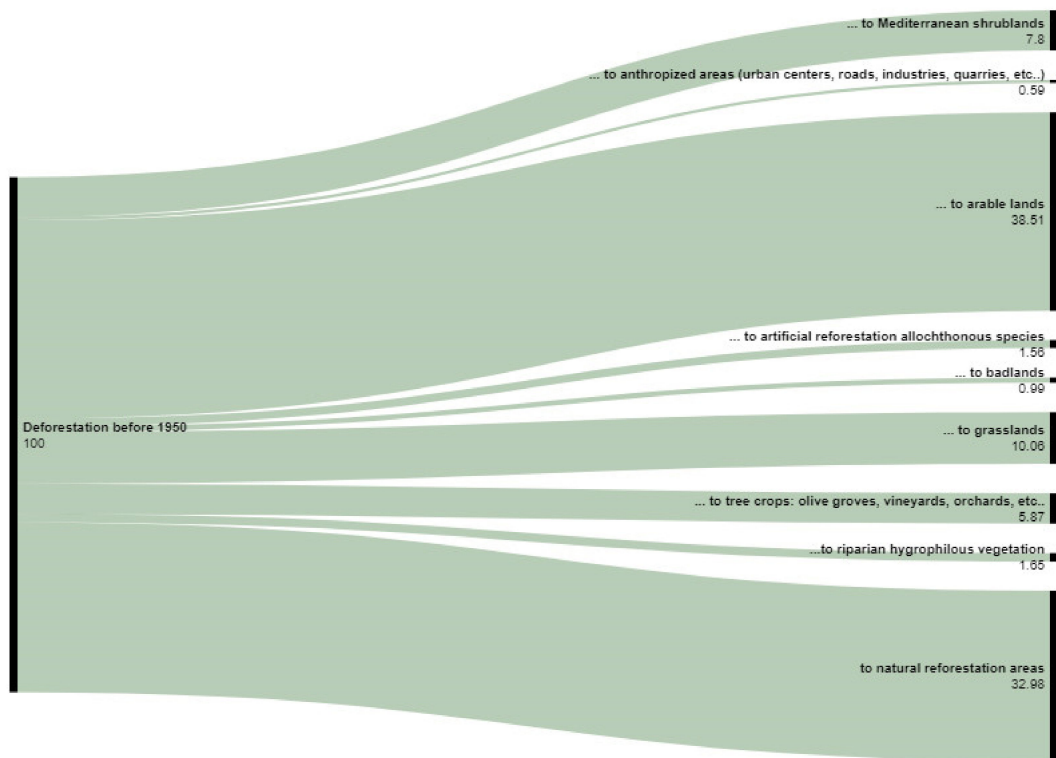 ... to Mediterranean shrublands
7.8
... to anthropized areas (urban centers, roads, industries, quarries, etc..)
0.59
... to arable lands
38.51
... to artificial reforestation allochthonous species
1.56
... to badlands
0.99
Deforestation before 1950
100
... to grasslands
10.06
... to tree crops: olive groves, vineyards, orchards, etc..
5.87
...to riparian hygrophilous vegetation
1.65
to natural reforestation areas
32.98